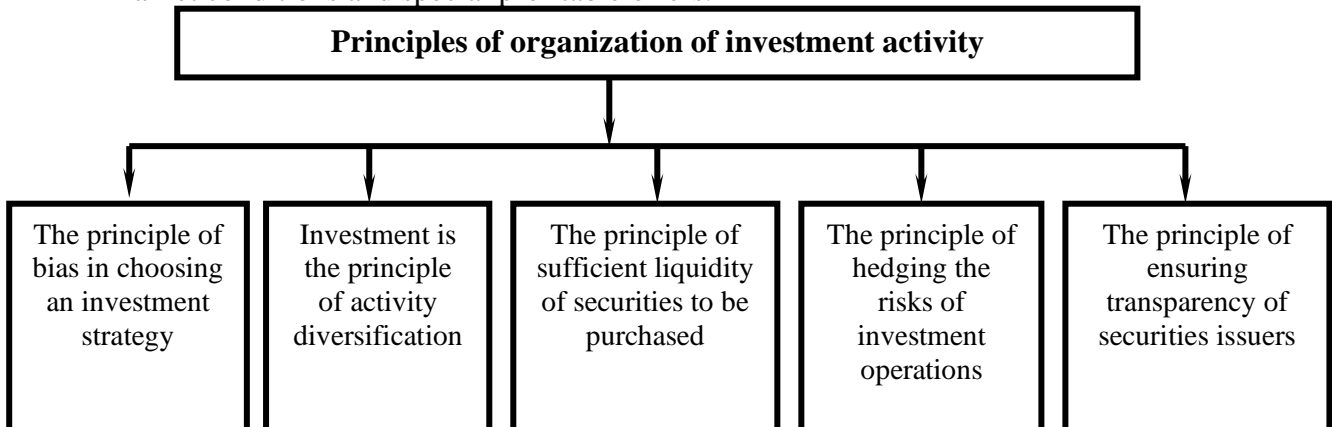 Principles of organization of investment activity
The principle of
bias in choosing
an investment
strategy
Investment is
the principle
of activity
diversification
The principle of
sufficient liquidity
of securities to be
purchased
The principle of
hedging the
risks of
investment
operations
The principle of
ensuring
transparency of
securities issuers